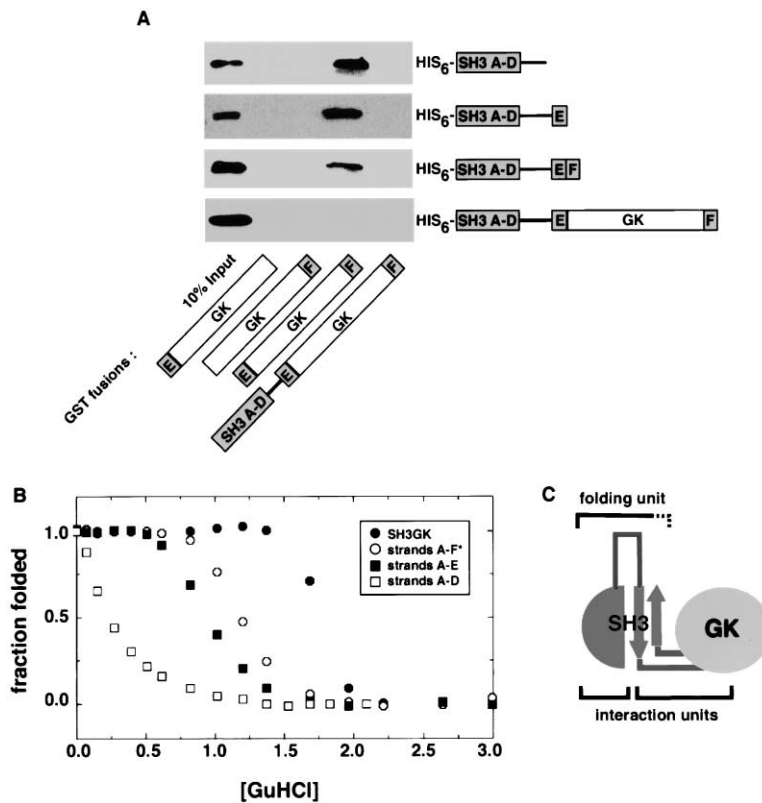 A
HIS6- SH3 A-D
HIS6- SH3 A-D E
HIS6- SH3 A-D E F
HIS6- SH3 A-D E GK F
10% Input
GST fusions :
E GK
GK F
E GK F
SH3 A-D E GK F
B
fraction folded
1.0
0.5
0.0
SH3GK
strands A-F*
strands A-E
strands A-D
0.0 0.5 1.0 1.5 2.0 2.5 3.0
[GuHCl]
C
folding unit
SH3
GK
interaction units